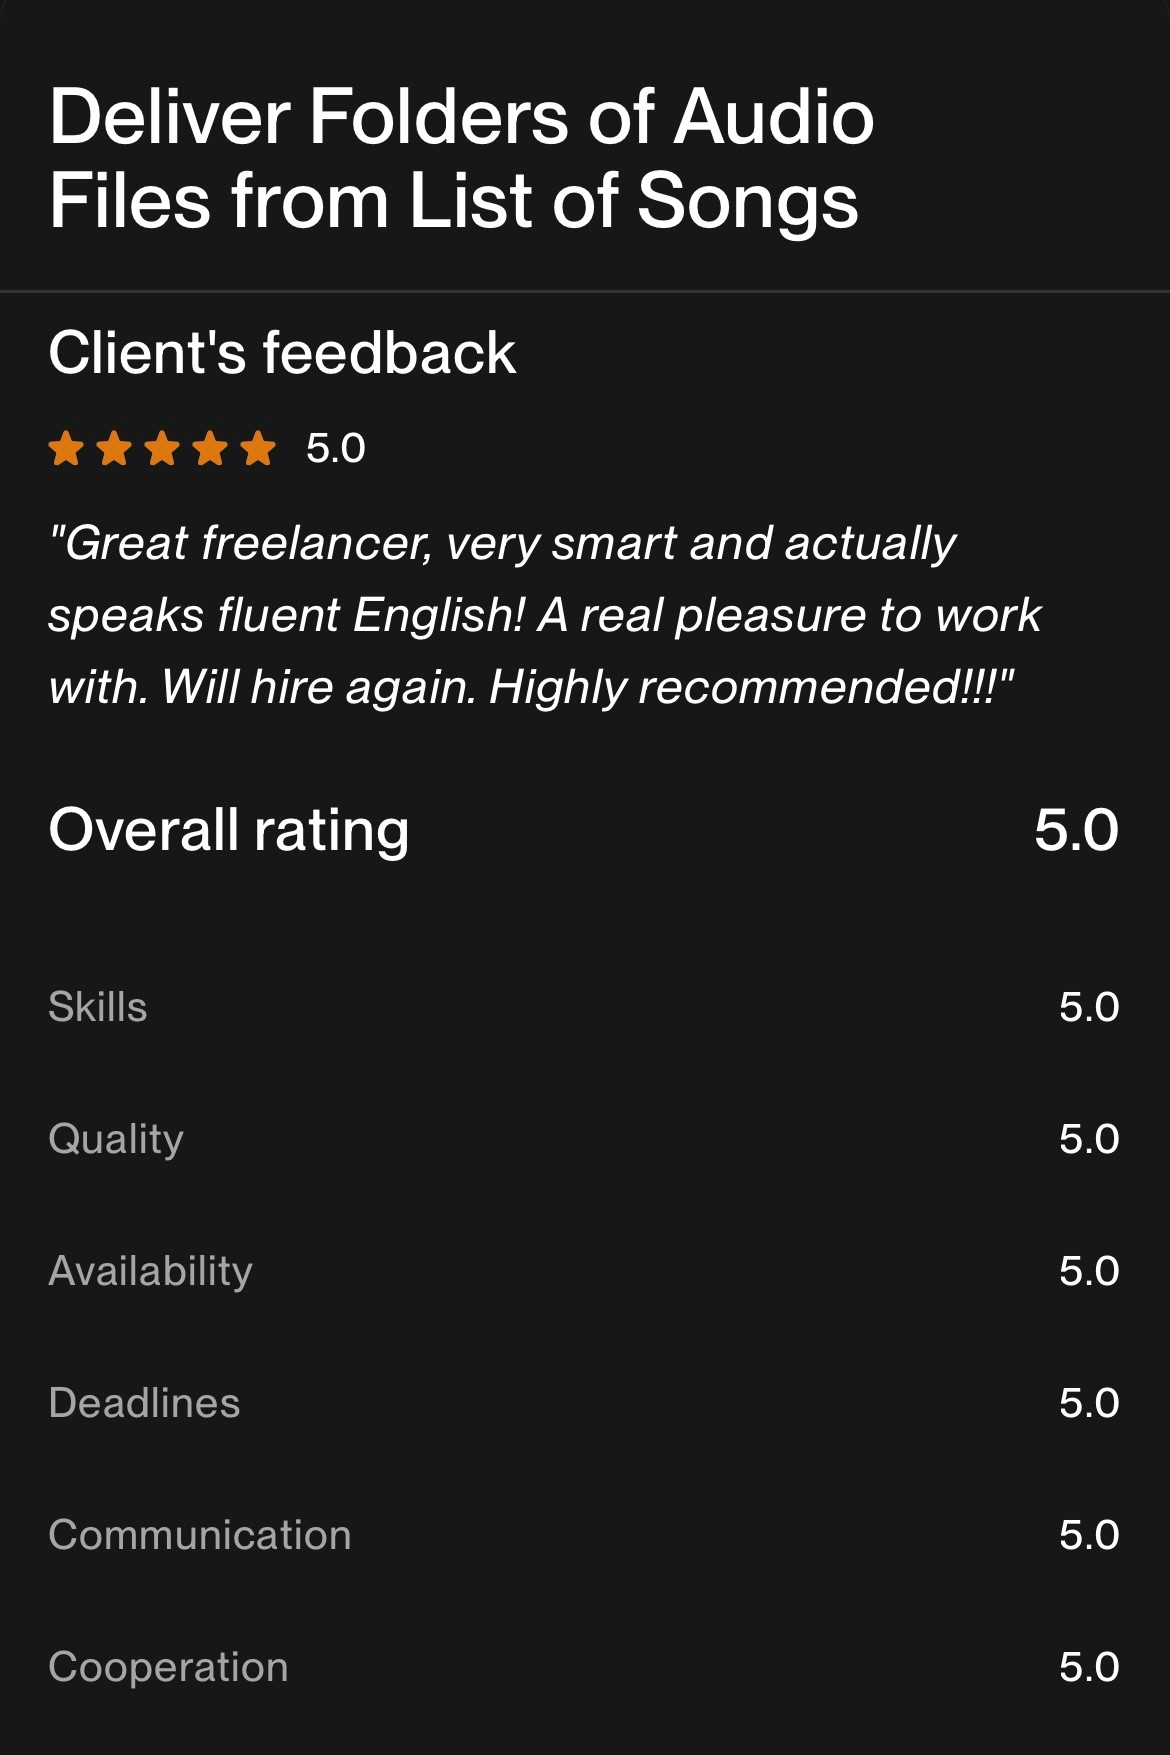 Deliver Folders of Audio
Files from List of Songs
Client's feedback
5.0
"Great freelancer, very smart and actually
speaks fluent English! A real pleasure to work
with. Will hire again. Highly recommended!!!"
Overall rating 5.0
Skills 5.0
Quality 5.0
Availability 5.0
Deadlines 5.0
Communication 5.0
Cooperation 5.0